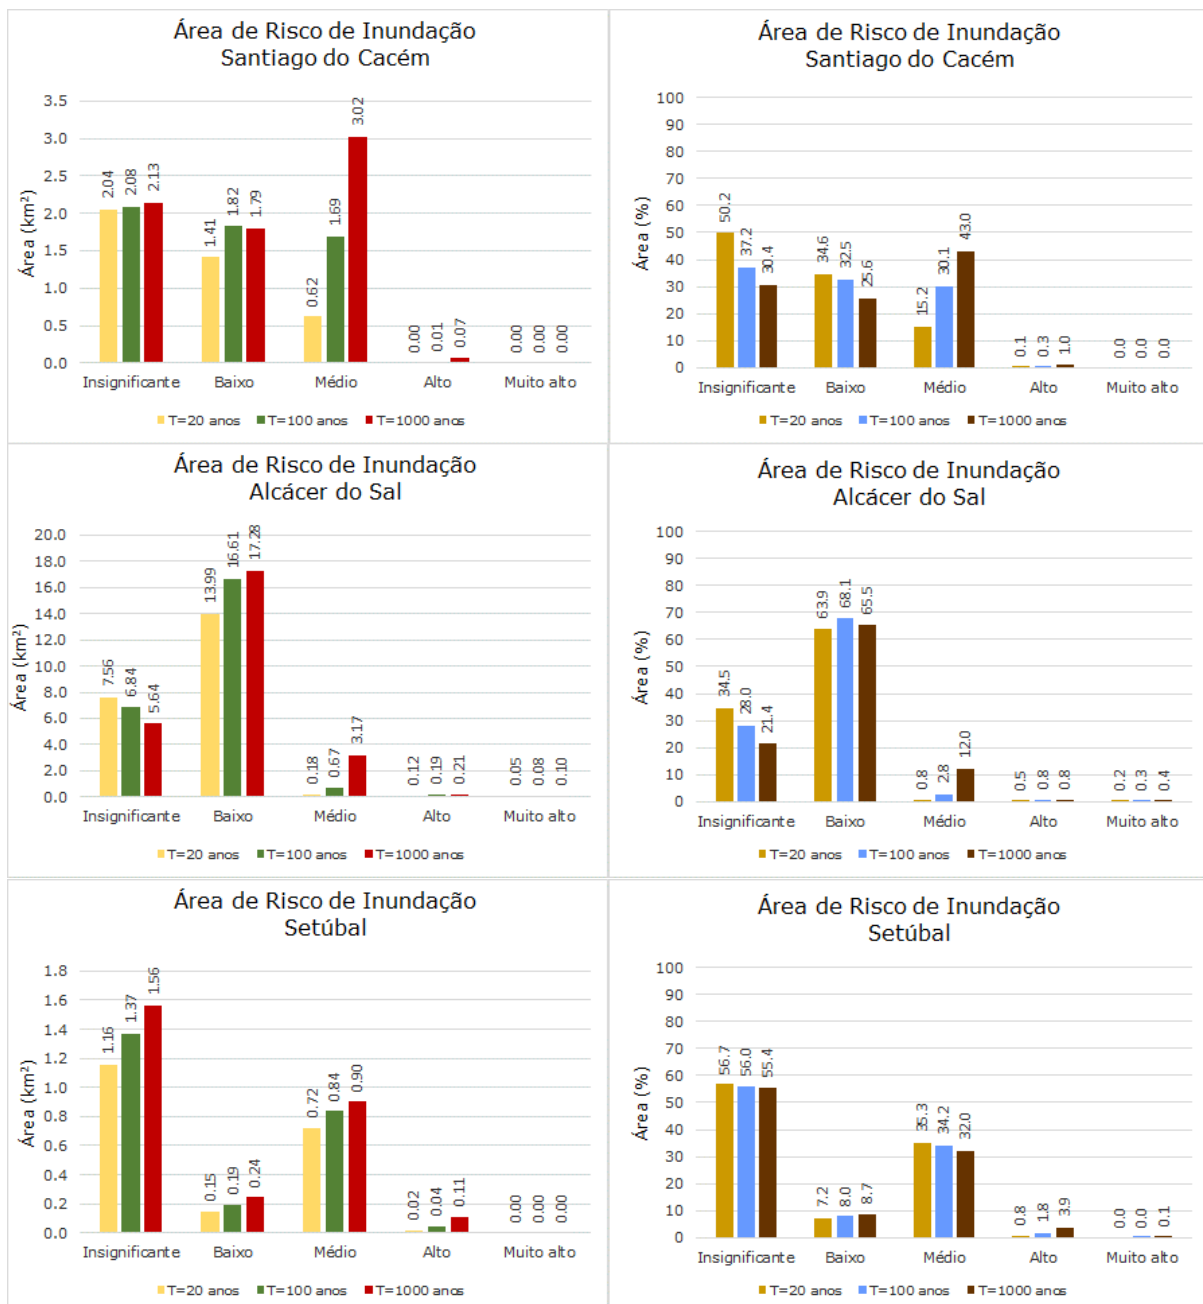 Área de Risco de Inundação
Santiago do Cacém
Área (km²)
3.5
3.0
2.5
2.0
1.5
1.0
0.5
0.0
2.04
2.08
2.13
1.41
1.82
1.79
0.62
1.69
3.02
0.00
0.01
0.07
0.00
0.00
0.00
Insignificante
Baixo
Médio
Alto
Muito alto
T=20 anos
T=100 anos
T=1000 anos
Área de Risco de Inundação
Santiago do Cacém
Área (%)
100
90
80
70
60
50
40
30
20
10
0
50.2
37.2
30.4
34.6
32.5
25.6
15.2
30.1
43.0
0.1
0.3
1.0
0.0
0.0
0.0
Insignificante
Baixo
Médio
Alto
Muito alto
T=20 anos
T=100 anos
T=1000 anos
Área de Risco de Inundação
Alcácer do Sal
Área (km²)
20.0
18.0
16.0
14.0
12.0
10.0
8.0
6.0
4.0
2.0
0.0
7.56
6.84
5.64
13.99
16.61
17.28
0.18
0.67
3.17
0.12
0.19
0.21
0.05
0.08
0.10
Insignificante
Baixo
Médio
Alto
Muito alto
T=20 anos
T=100 anos
T=1000 anos
Área de Risco de Inundação
Alcácer do Sal
Área (%)
100
90
80
70
60
50
40
30
20
10
0
34.5
28.0
21.4
63.9
68.1
65.5
0.8
2.8
12.0
0.5
0.8
0.8
0.2
0.3
0.4
Insignificante
Baixo
Médio
Alto
Muito alto
T=20 anos
T=100 anos
T=1000 anos
Área de Risco de Inundação
Setúbal
Área (km²)
1.8
1.6
1.4
1.2
1.0
0.8
0.6
0.4
0.2
0.0
1.16
1.37
1.56
0.15
0.19
0.24
0.72
0.84
0.90
0.02
0.04
0.11
0.00
0.00
0.00
Insignificante
Baixo
Médio
Alto
Muito alto
T=20 anos
T=100 anos
T=1000 anos
Área de Risco de Inundação
Setúbal
Área (%)
100
90
80
70
60
50
40
30
20
10
0
56.7
56.0
55.4
7.2
8.0
8.7
35.3
34.2
32.0
0.8
1.8
3.9
0.0
0.0
0.1
Insignificante
Baixo
Médio
Alto
Muito alto
T=20 anos
T=100 anos
T=1000 anos